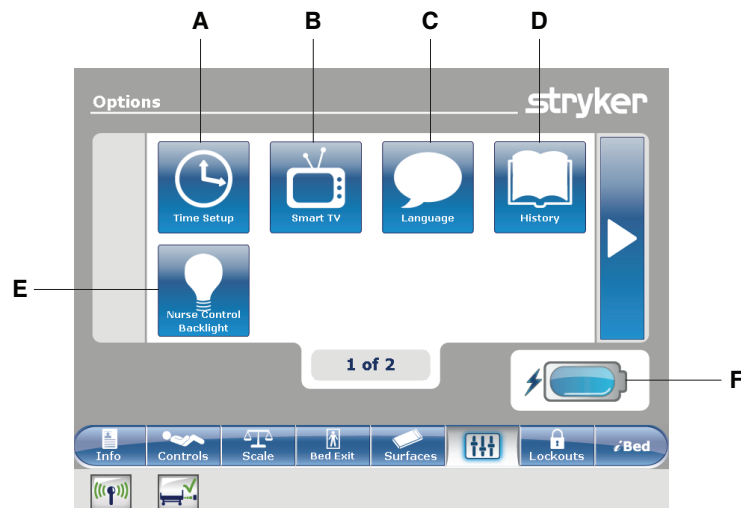 A B C D
Options stryker
Time Setup Smart TV Language History
E
Nurse Control
Backlight
1 of 2
F
Info Controls Scale Bed Exit Surfaces Lockouts iBed